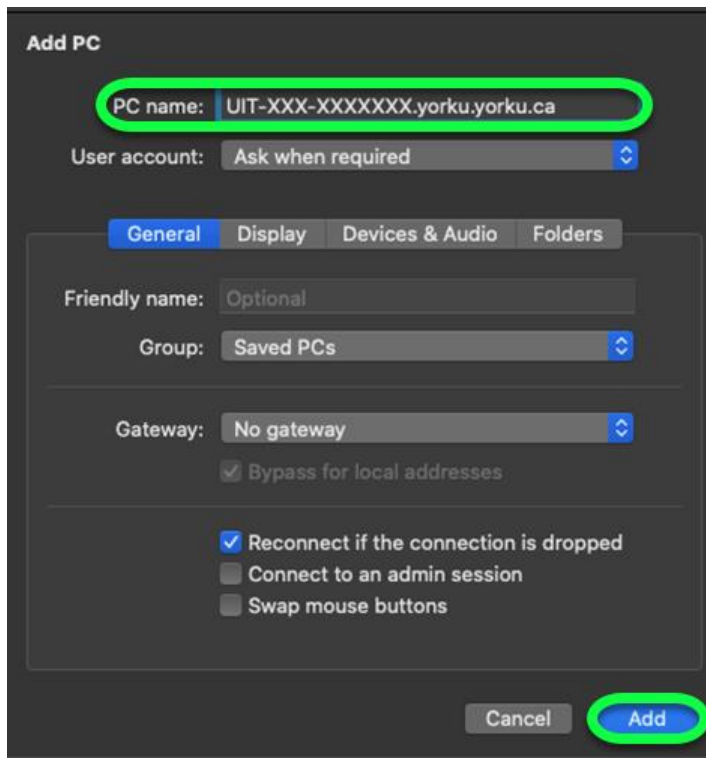 Add PC
PC name: UIT-XXX-XXXXXXX.yorku.yorku.ca
User account: Ask when required
General Display Devices & Audio Folders
Friendly name: Optional
Group: Saved PCs
Gateway: No gateway
Bypass for local addresses
Reconnect if the connection is dropped
Connect to an admin session
Swap mouse buttons
Cancel Add